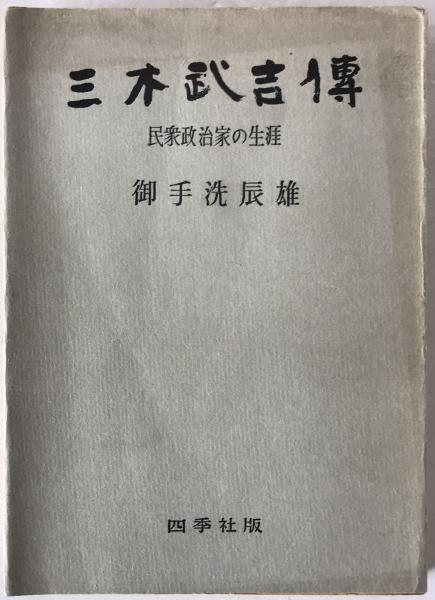 三木武吉傳
民衆政治家の生涯
御手洗辰雄
四季社版